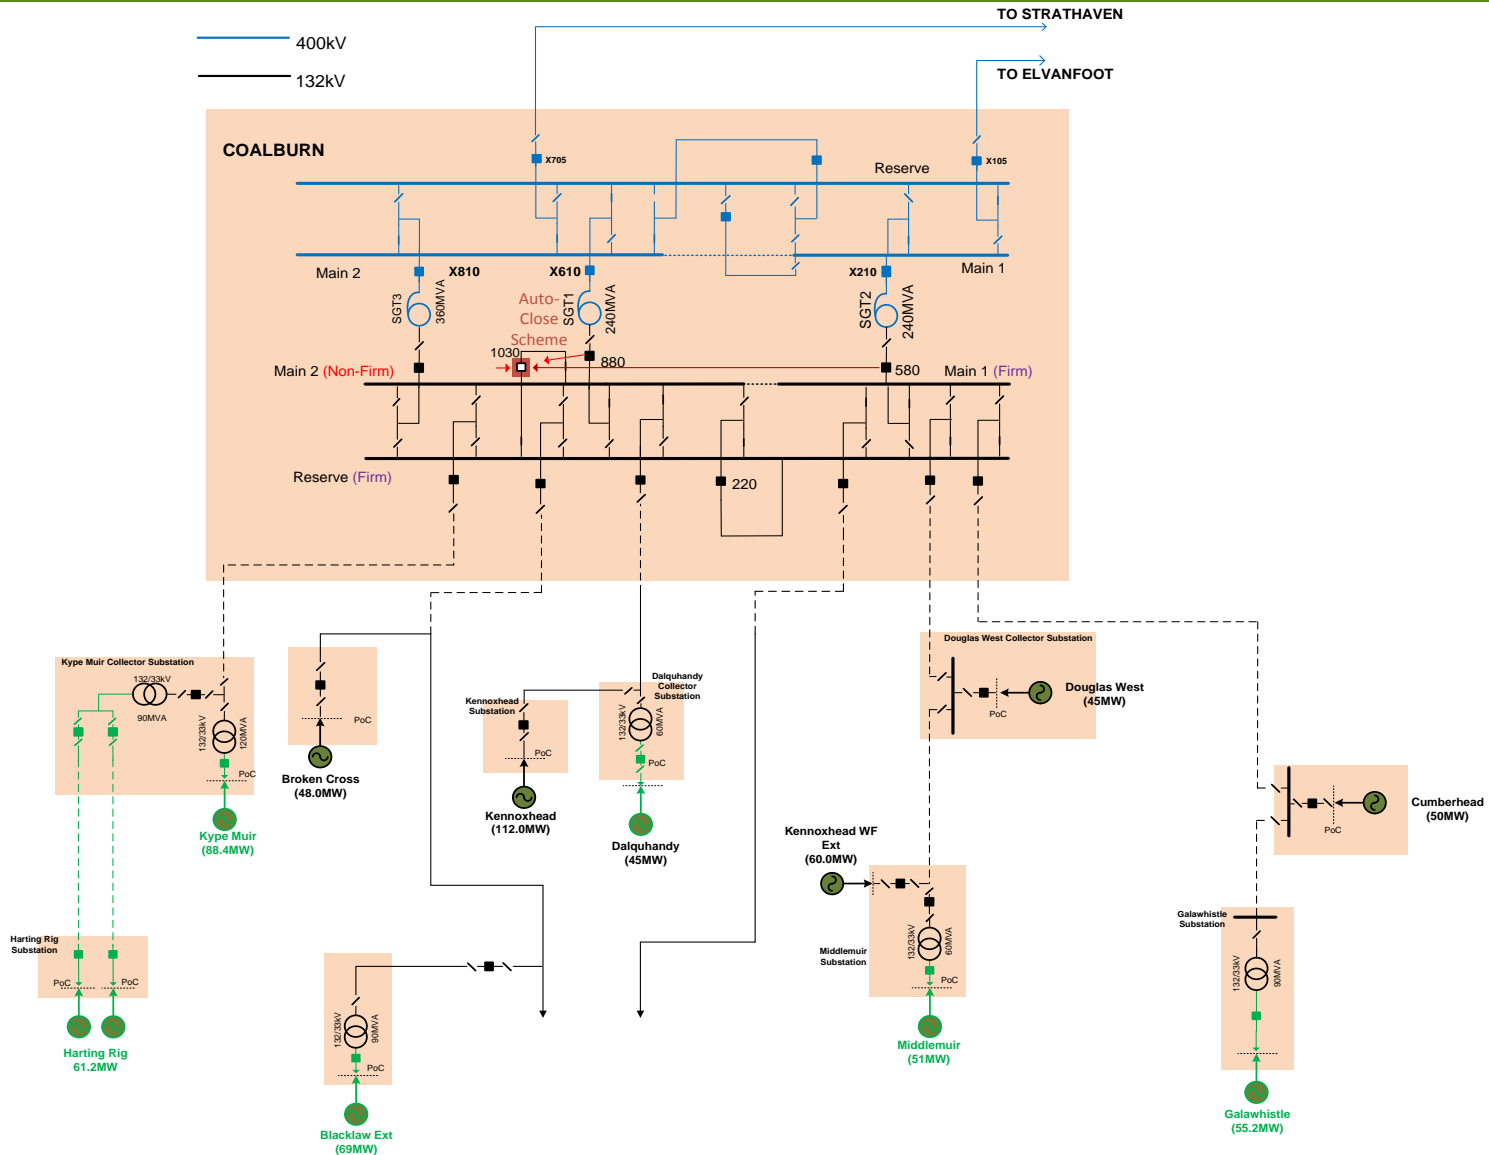 TO STRATHAVEN
400kV
132kV
TO ELVANFOOT
COALBURN
X705
X105
Reserve
Main 2
X810
X610
X210
Main 1
SGT3
360MVA
Auto-
Close
Scheme
SGT1
240MVA
SGT2
240MVA
1030
880
580
Main 2 (Non-Firm)
Main 1 (Firm)
Reserve (Firm)
220
Kype Muir Collector Substation
132/33kV
90MVA
132/33kV
120MVA
PoC
Kype Muir
(88.4MW)
Harting Rig
Substation
PoC
PoC
Harting Rig
61.2MW
PoC
Broken Cross
(48.0MW)
132/33kV
90MVA
PoC
Blacklaw Ext
(69MW)
Kennoxhead
Substation
PoC
Kennoxhead
(112.0MW)
Dalquhandy
Collector
Substation
132/33kV
60MVA
PoC
Dalquhandy
(45MW)
Kennoxhead WF
Ext
(60.0MW)
Middlemuir
Substation
132/33kV
60MVA
PoC
Middlemuir
(51MW)
Douglas West Collector Substation
PoC
Douglas West
(45MW)
PoC
Cumberhead
(50MW)
Galawhistle
Substation
132/33kV
90MVA
PoC
Galawhistle
(55.2MW)